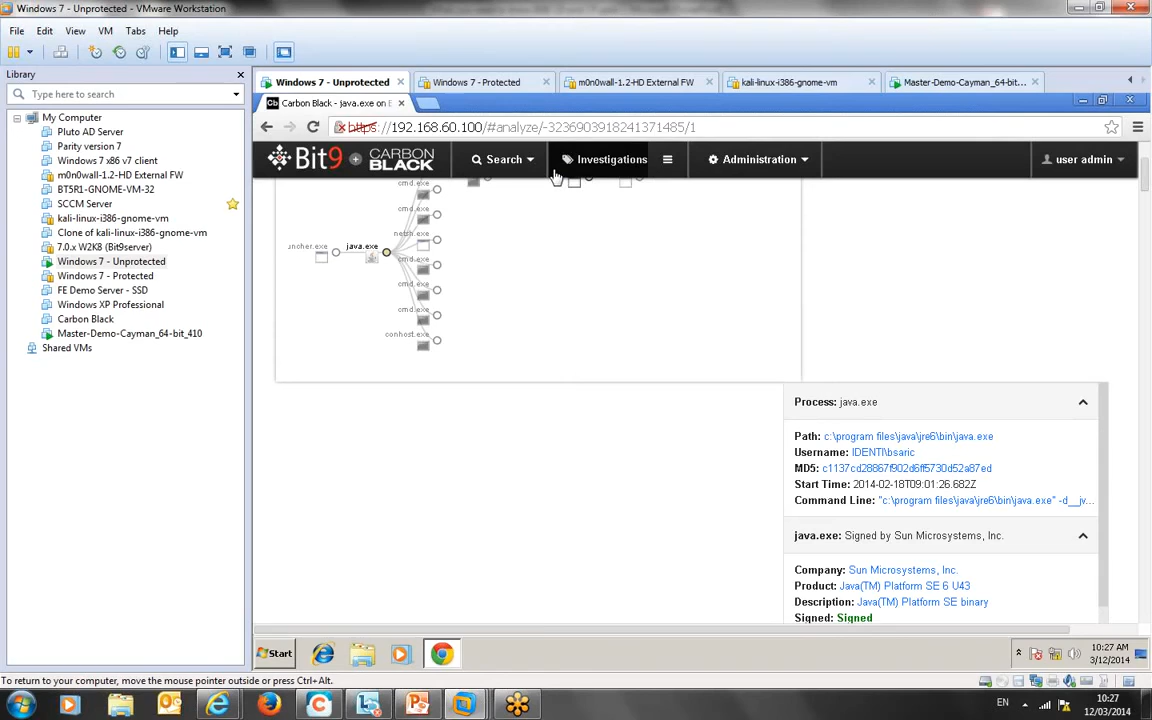 Windows 7 - Unprotected - VMware Workstation
File Edit View VM Tabs Help
Library
Type here to search
My Computer
Pluto AD Server
Parity version 7
Windows 7 x86 v7 client
m0n0wall-1.2-HD External FW
BT5R1-GNOME-VM-32
SCCM Server
kali-linux-i386-gnome-vm
Clone of kali-linux-i386-gnome-vm
7.0.x W2K8 (Bit9server)
Windows 7 - Unprotected
Windows 7 - Protected
FE Demo Server - SSD
Windows XP Professional
Carbon Black
Master-Demo-Cayman_64-bit_410
Shared VMs
Windows 7 - Unprotected Windows 7 - Protected m0n0wall-1.2-HD External FW kali-linux-i386-gnome-vm Master-Demo-Cayman_64-bit...
Cb Carbon Black - java.exe on E
https://192.168.60.100/#analyze/-3236903918241371485/1
Bit9 + CARBON BLACK Search Investigations Administration user admin
cmd.exe
cmd.exe
netsh.exe
uncher.exe java.exe
cmd.exe
cmd.exe
cmd.exe
conhost.exe
Process: java.exe
Path: c:\program files\java\jre6\bin\java.exe
Username: IDENTI\bsaric
MD5: c1137cd28867f902d6ff5730d52a87ed
Start Time: 2014-02-18T09:01:26.682Z
Command Line: "c:\program files\java\jre6\bin\java.exe" -d__jv...
java.exe: Signed by Sun Microsystems, Inc.
Company: Sun Microsystems, Inc.
Product: Java(TM) Platform SE 6 U43
Description: Java(TM) Platform SE binary
Signed: Signed
Start
10:27 AM
3/12/2014
To return to your computer, move the mouse pointer outside or press Ctrl+Alt.
EN
10:27
12/03/2014